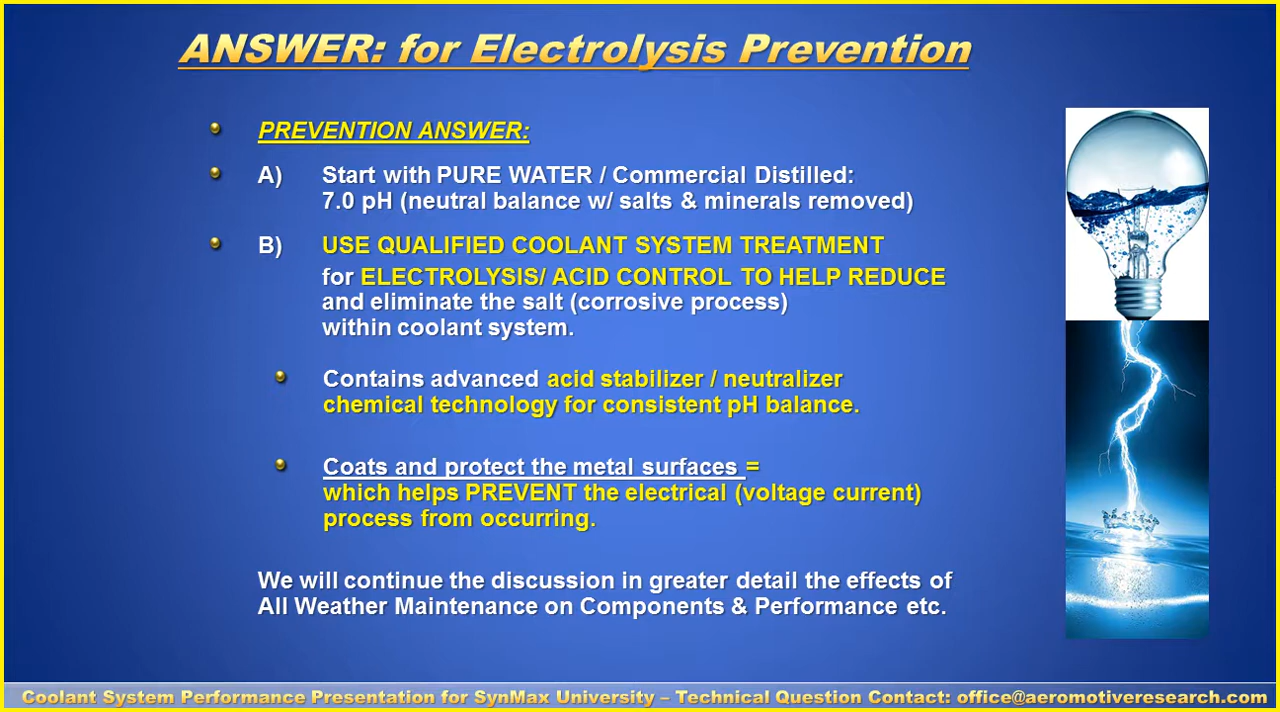 ANSWER: for Electrolysis Prevention
PREVENTION ANSWER:
A) Start with PURE WATER / Commercial Distilled:
7.0 pH (neutral balance w/ salts & minerals removed)
B) USE QUALIFIED COOLANT SYSTEM TREATMENT
for ELECTROLYSIS/ ACID CONTROL TO HELP REDUCE
and eliminate the salt (corrosive process)
within coolant system.
Contains advanced acid stabilizer / neutralizer
chemical technology for consistent pH balance.
Coats and protect the metal surfaces =
which helps PREVENT the electrical (voltage current)
process from occurring.
We will continue the discussion in greater detail the effects of
All Weather Maintenance on Components & Performance etc.
Coolant System Performance Presentation for SynMax University – Technical Question Contact: office@aeromotiveresearch.com